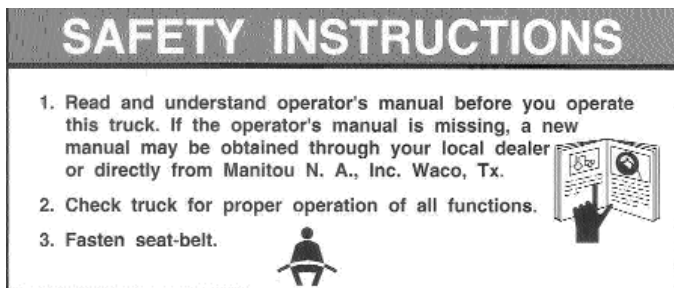 SAFETY INSTRUCTIONS
1. Read and understand operator's manual before you operate
this truck. If the operator's manual is missing, a new
manual may be obtained through your local dealer
or directly from Manitou N. A., Inc. Waco, Tx.
2. Check truck for proper operation of all functions.
3. Fasten seat-belt.